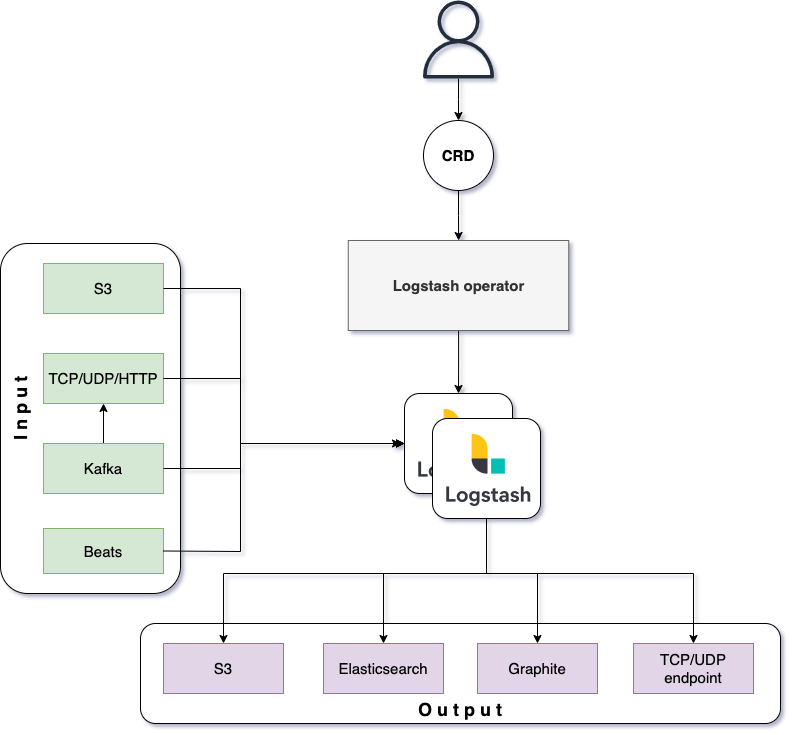 CRD
Logstash operator
Input
S3
TCP/UDP/HTTP
Kafka
Beats
Lo
Logstash
S3
Elasticsearch
Graphite
TCP/UDP
endpoint
Output